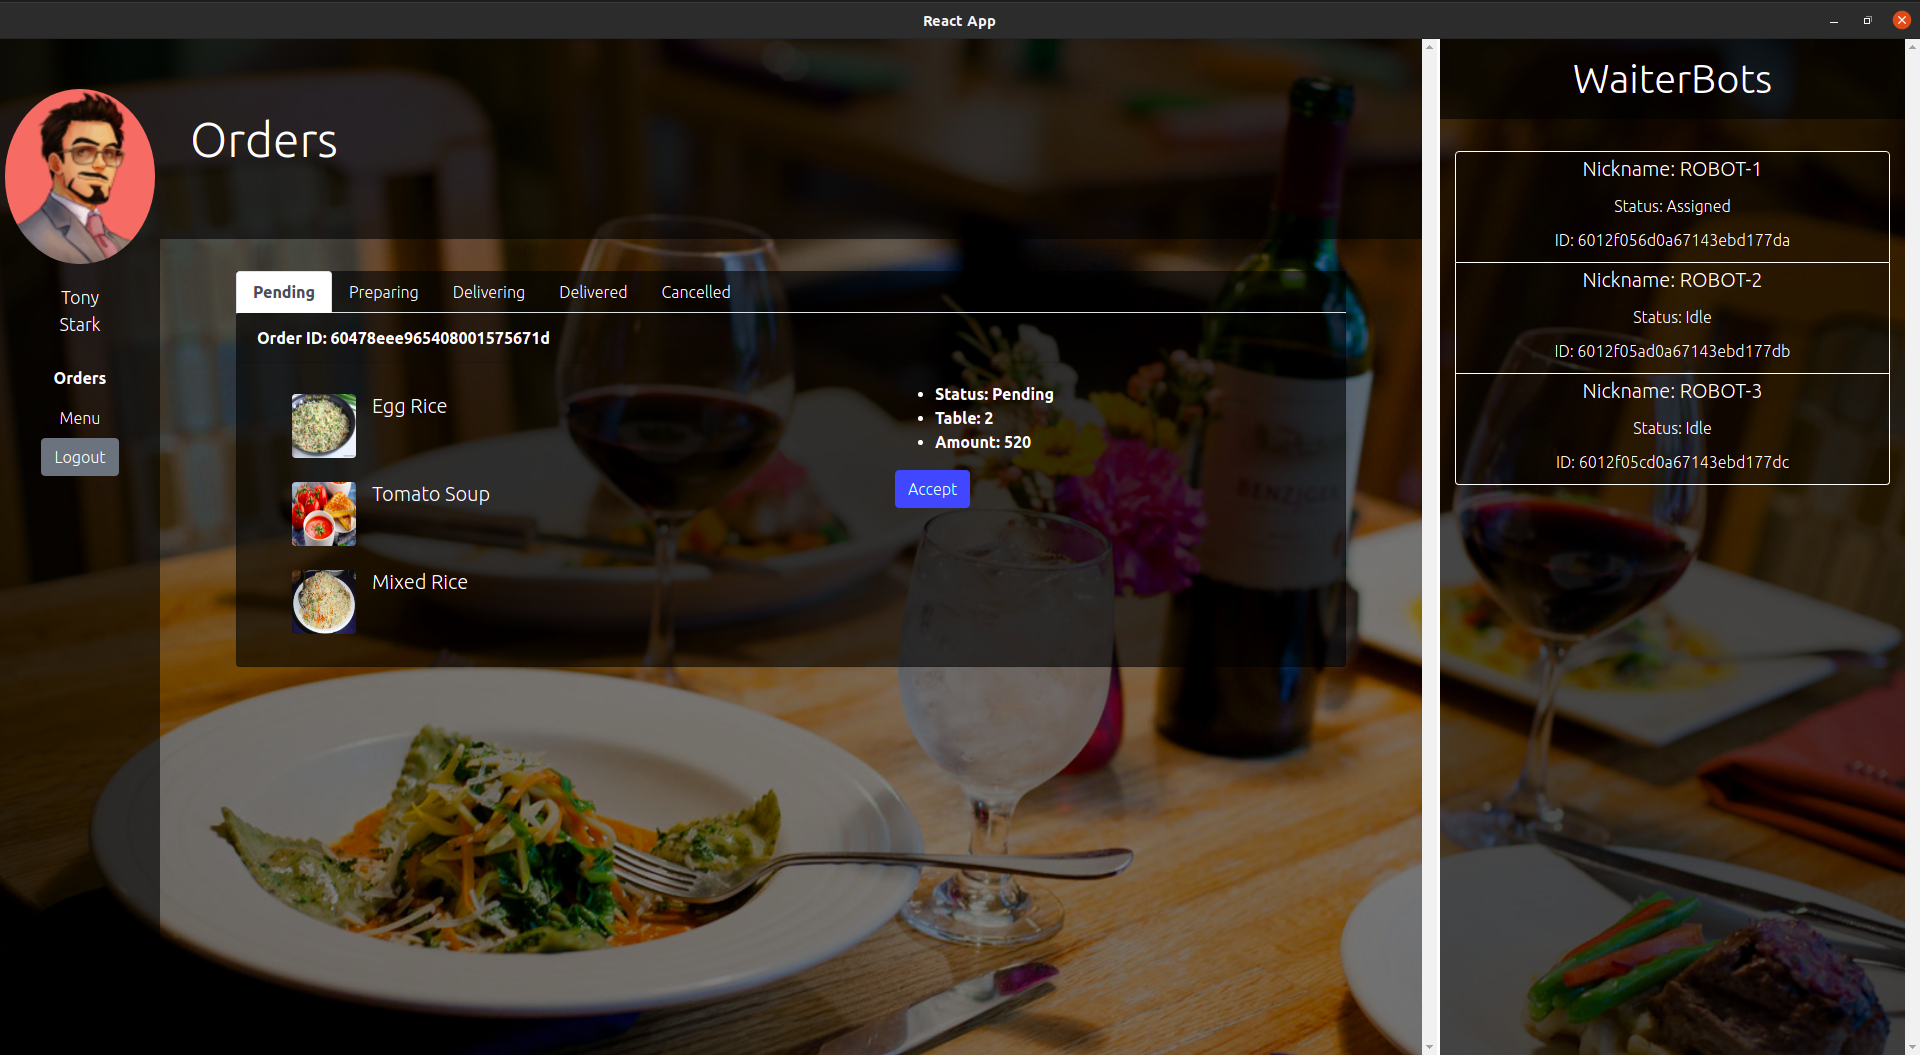 React App
Orders
Tony
Stark
Orders
Menu
Logout
Pending Preparing Delivering Delivered Cancelled
Order ID: 60478eee965408001575671d
Egg Rice
Tomato Soup
Mixed Rice
Status: Pending
Table: 2
Amount: 520
Accept
BENZIGER
WaiterBots
Nickname: ROBOT-1
Status: Assigned
ID: 6012f056d0a67143ebd177da
Nickname: ROBOT-2
Status: Idle
ID: 6012f05ad0a67143ebd177db
Nickname: ROBOT-3
Status: Idle
ID: 6012f05cd0a67143ebd177dc